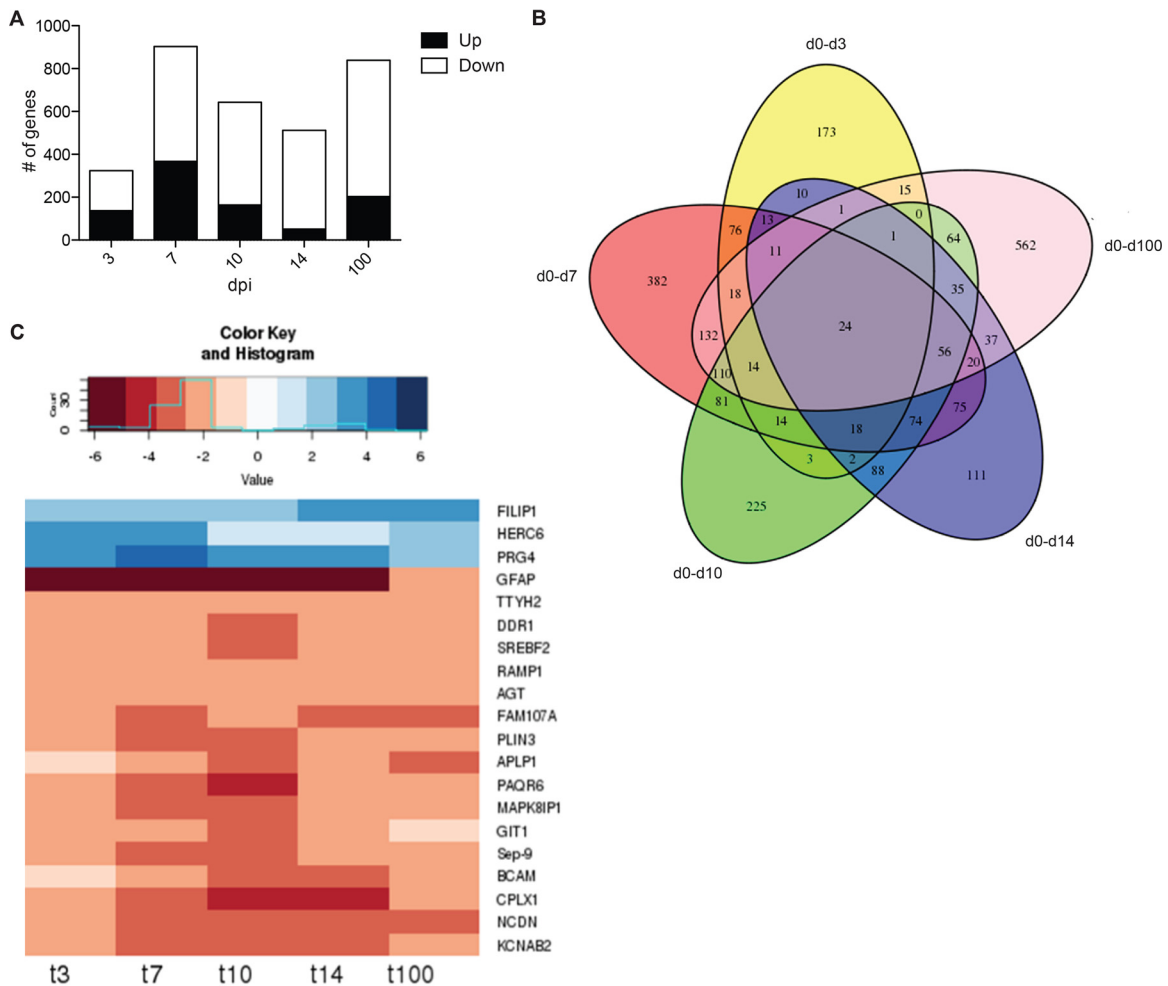 A
1000
800
600
400
200
0
# of genes
3
7
10
14
100
dpi
Up
Down
B
d0-d3
173
d0-d100
562
d0-d7
382
d0-d14
111
d0-d10
225
10
15
76
13
1
0
11
1
64
18
35
132
24
37
110
14
56
20
81
14
18
74
75
3
2
88
C
Color Key
and Histogram
Count
0
30
-6
-4
-2
0
2
4
6
Value
FILIP1
HERC6
PRG4
GFAP
TTYH2
DDR1
SREBF2
RAMP1
AGT
FAM107A
PLIN3
APLP1
PAQR6
MAPK8IP1
GIT1
Sep-9
BCAM
CPLX1
NCDN
KCNAB2
t3 t7 t10 t14 t100